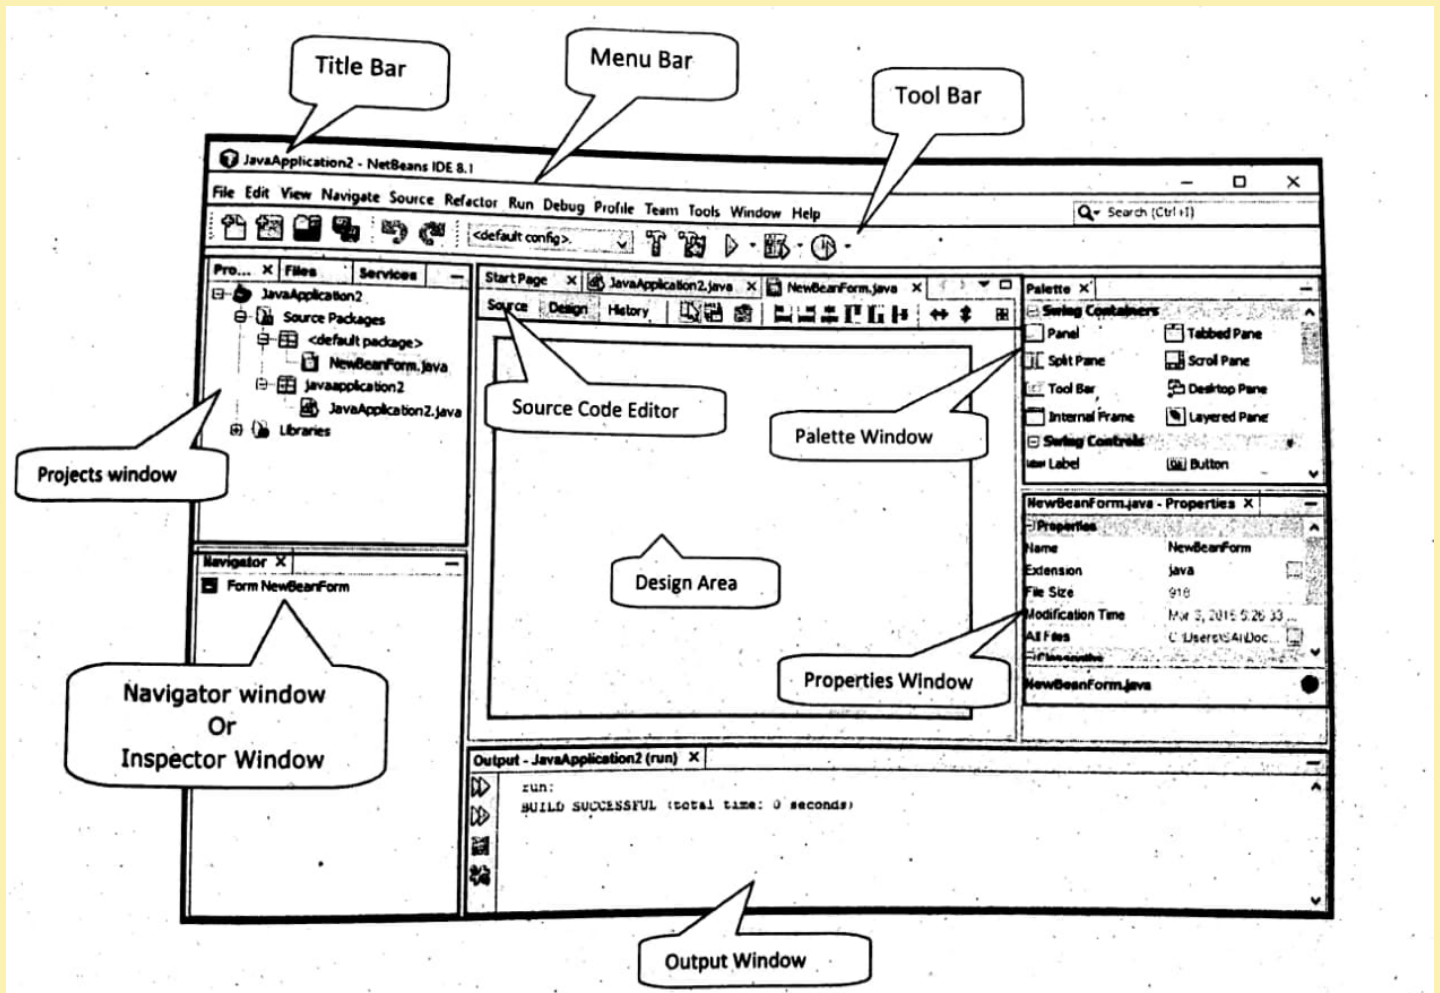 Title Bar
Menu Bar
Tool Bar
JavaApplication2 - NetBeans IDE 8.1
File Edit View Navigate Source Refactor Run Debug Profile Team Tools Window Help
Search (Ctrl+I)
<default config>
Pro... Files Services
Start Page JavaApplication2.java NewBeanForm.java
Palette
JavaApplication2
Source Packages
<default package>
NewBeanForm.java
javaapplication2
JavaApplication2.java
Libraries
Source Design History
Swing Containers
Panel Tabbed Pane
Split Pane Scroll Pane
Tool Bar Desktop Pane
Internal Frame Layered Pane
Swing Controls
Label Button
Source Code Editor
Palette Window
Projects window
NewBeanForm.java - Properties
Properties
Name NewBeanForm
Extension java
File Size 916
Modification Time
All Files
NewBeanForm.java
Navigator
Form NewBeanForm
Design Area
Properties Window
Navigator window
Or
Inspector Window
Output - JavaApplication2 (run)
run:
BUILD SUCCESSFUL (total time: 0 seconds)
Output Window